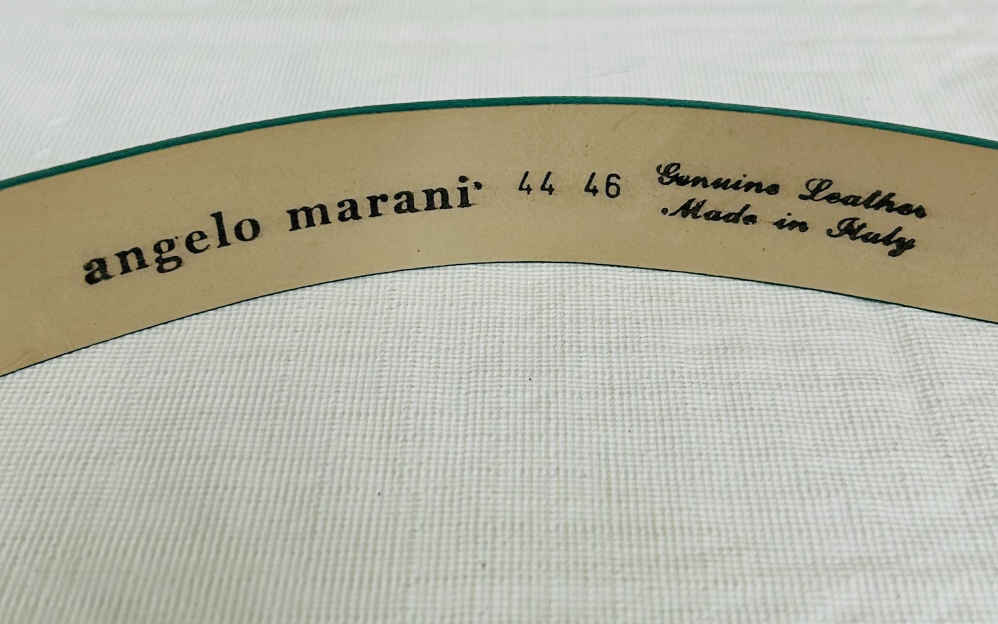 angelo marani 44 46
Genuine Leather
Made in Italy